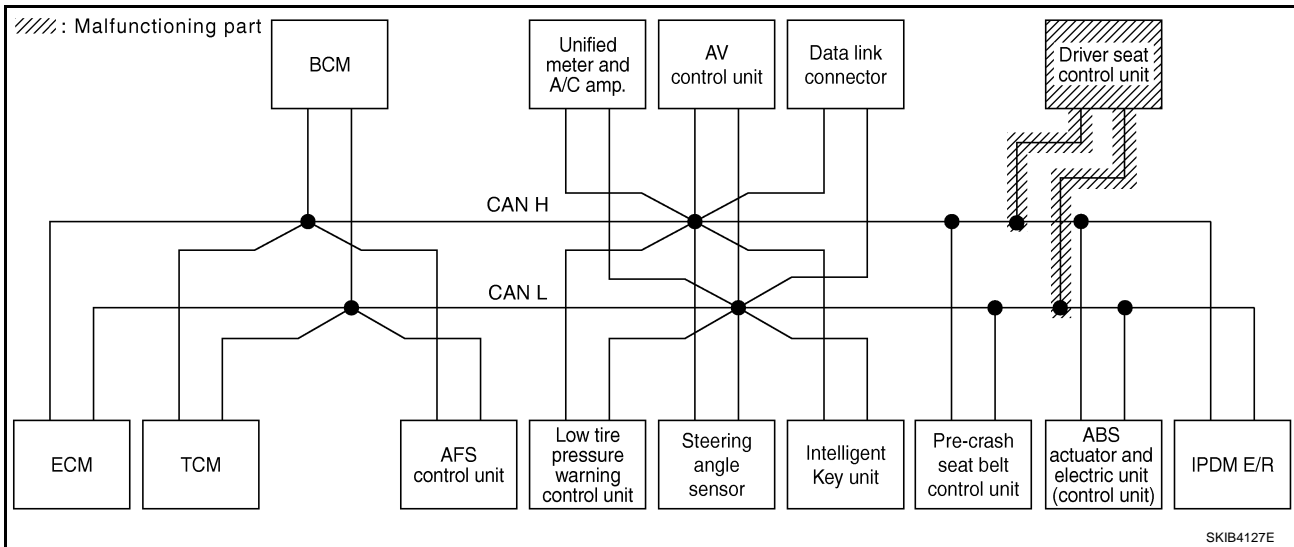 : Malfunctioning part
BCM
Unified
meter and
A/C amp.
AV
control unit
Data link
connector
Driver seat
control unit
CAN H
CAN L
ECM
TCM
AFS
control unit
Low tire
pressure
warning
control unit
Steering
angle
sensor
Intelligent
Key unit
Pre-crash
seat belt
control unit
ABS
actuator and
electric unit
(control unit)
IPDM E/R
SKIB4127E